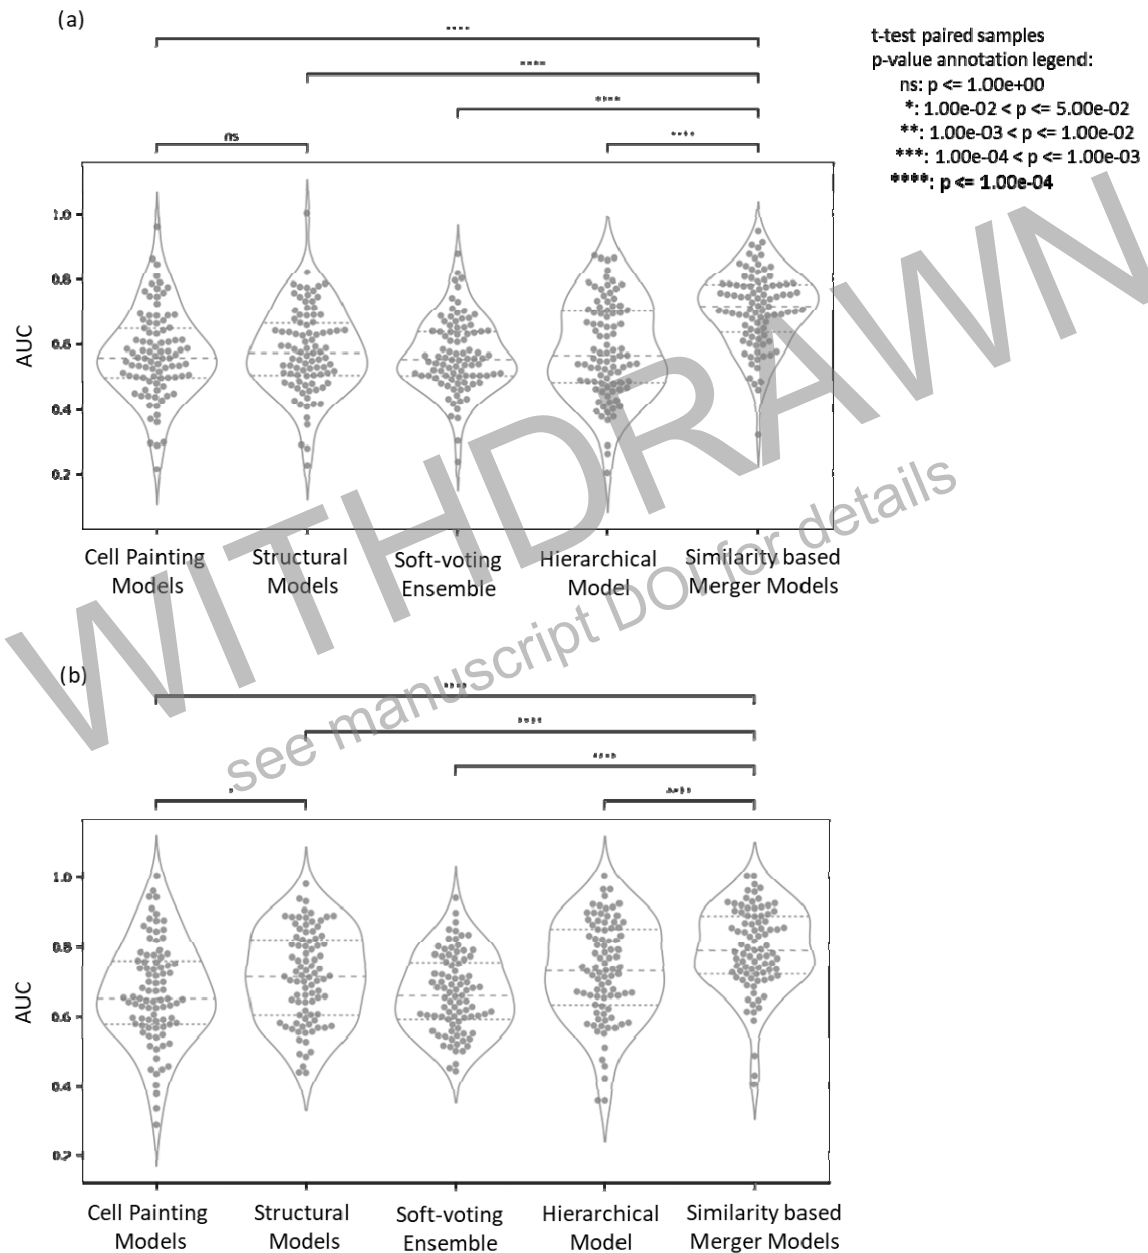 (a)
****
****
****
****
ns
t-test paired samples
p-value annotation legend:
ns: p <= 1.00e+00
*: 1.00e-02 < p <= 5.00e-02
**: 1.00e-03 < p <= 1.00e-02
***: 1.00e-04 < p <= 1.00e-03
****: p <= 1.00e-04
AUC
1.0
0.8
0.6
0.4
0.2
Cell Painting
Models
Structural
Models
Soft-voting
Ensemble
Hierarchical
Model
Similarity based
Merger Models
WITHDRAWN
see manuscript DOI for details
(b)
****
****
****
*
****
AUC
1.0
0.8
0.6
0.4
0.2
Cell Painting
Models
Structural
Models
Soft-voting
Ensemble
Hierarchical
Model
Similarity based
Merger Models